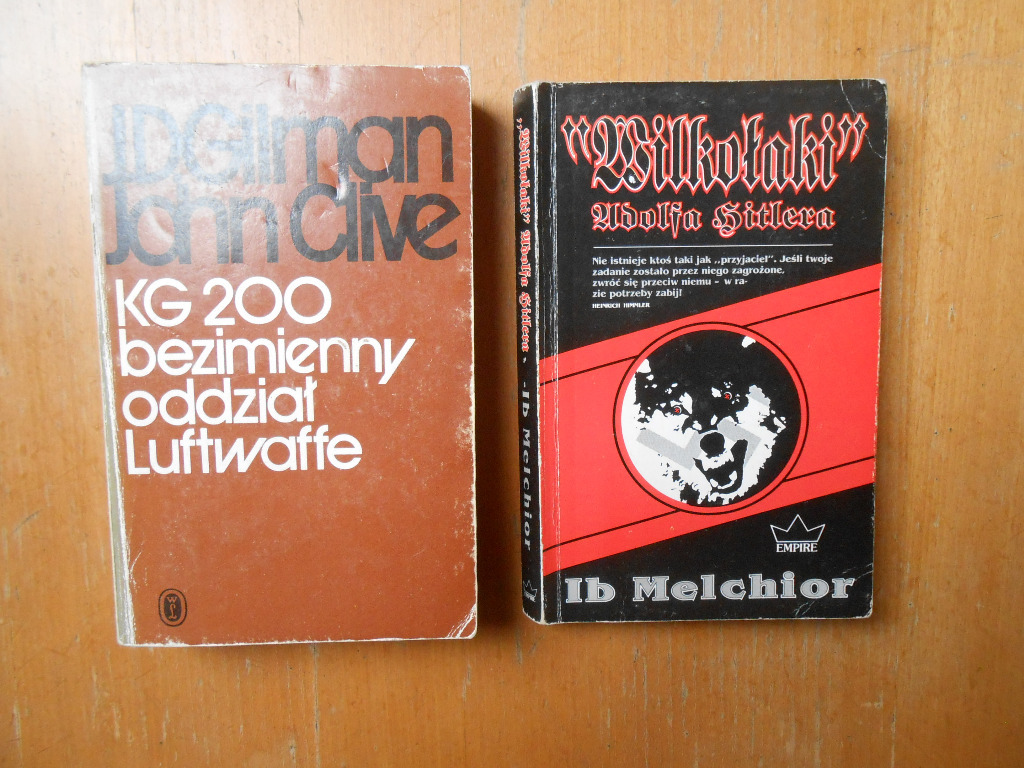 J.D. Gilman
John Clive
KG 200
bezimienny
oddział
Luftwaffe
WL
„Wilkołaki” Adolfa Hitlera, - Ib Melchior
"Wilkołaki"
Adolfa Hitlera
Nie istnieje ktoś taki jak „przyjaciel”. Jeśli twoje
zadanie zostało przez niego zagrożone,
zwróć się przeciw niemu – w ra-
zie potrzeby zabij!
HEINRICH HIMMLER
EMPIRE
Ib Melchior